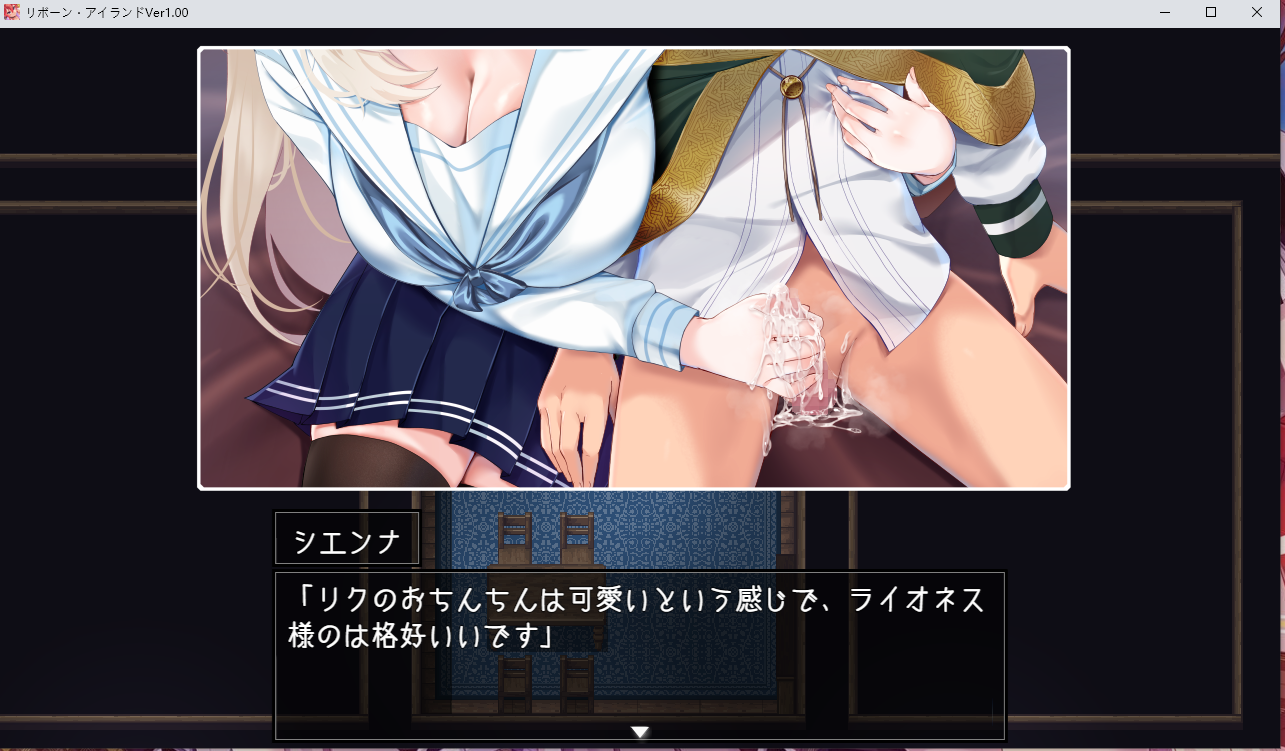 リボーン・アイランドVer1.00
シエンナ
「リクのおちんちんは可愛いという感じで、ライオネス
様のは格好いいです」